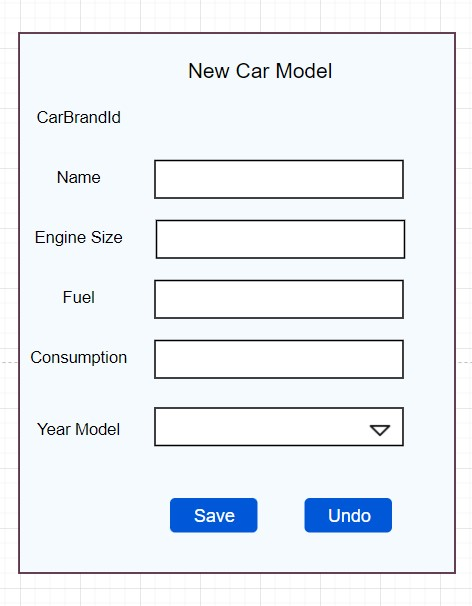 New Car Model
CarBrandId
Name
Engine Size
Fuel
Consumption
Year Model
Save Undo